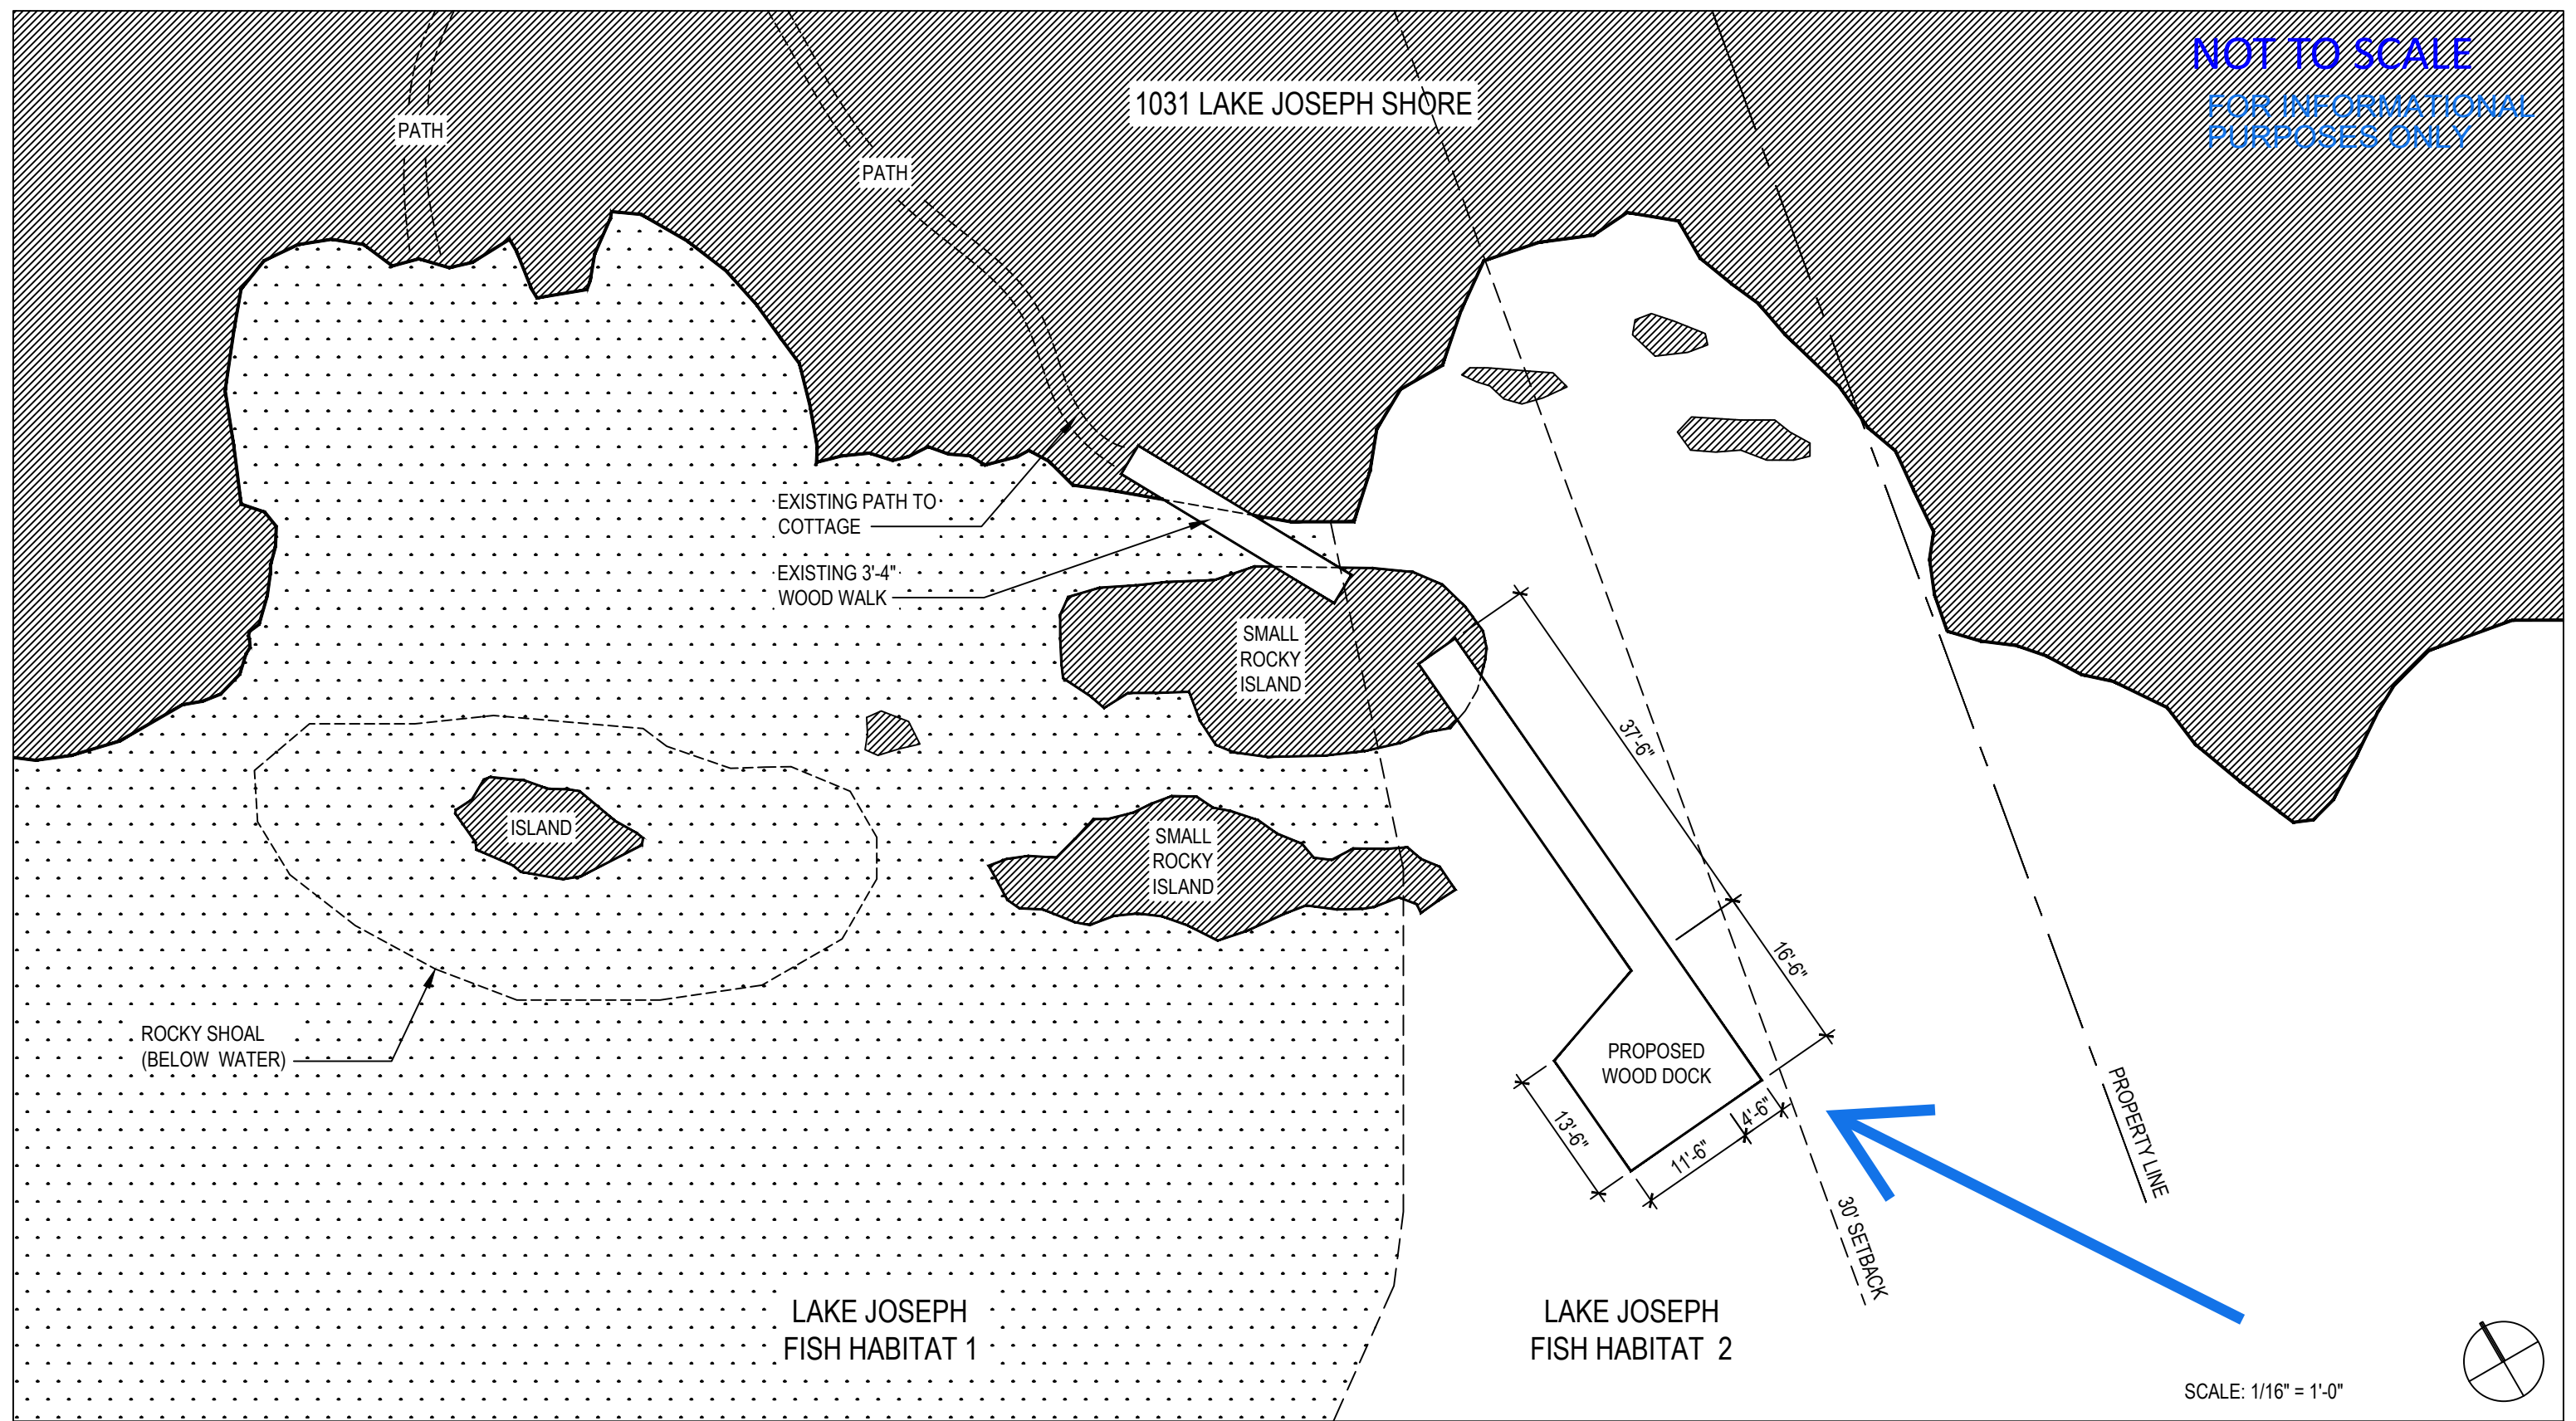 NOT TO SCALE
FOR INFORMATIONAL
PURPOSES ONLY
1031 LAKE JOSEPH SHORE
PATH
PATH
EXISTING PATH TO
COTTAGE
EXISTING 3'-4"
WOOD WALK
SMALL
ROCKY
ISLAND
37'-6"
ISLAND
SMALL
ROCKY
ISLAND
16'-6"
ROCKY SHOAL
(BELOW WATER)
PROPOSED
WOOD DOCK
13'-6"
11'-6"
4'-6"
PROPERTY LINE
30' SETBACK
LAKE JOSEPH
FISH HABITAT 1
LAKE JOSEPH
FISH HABITAT 2
SCALE: 1/16" = 1'-0"